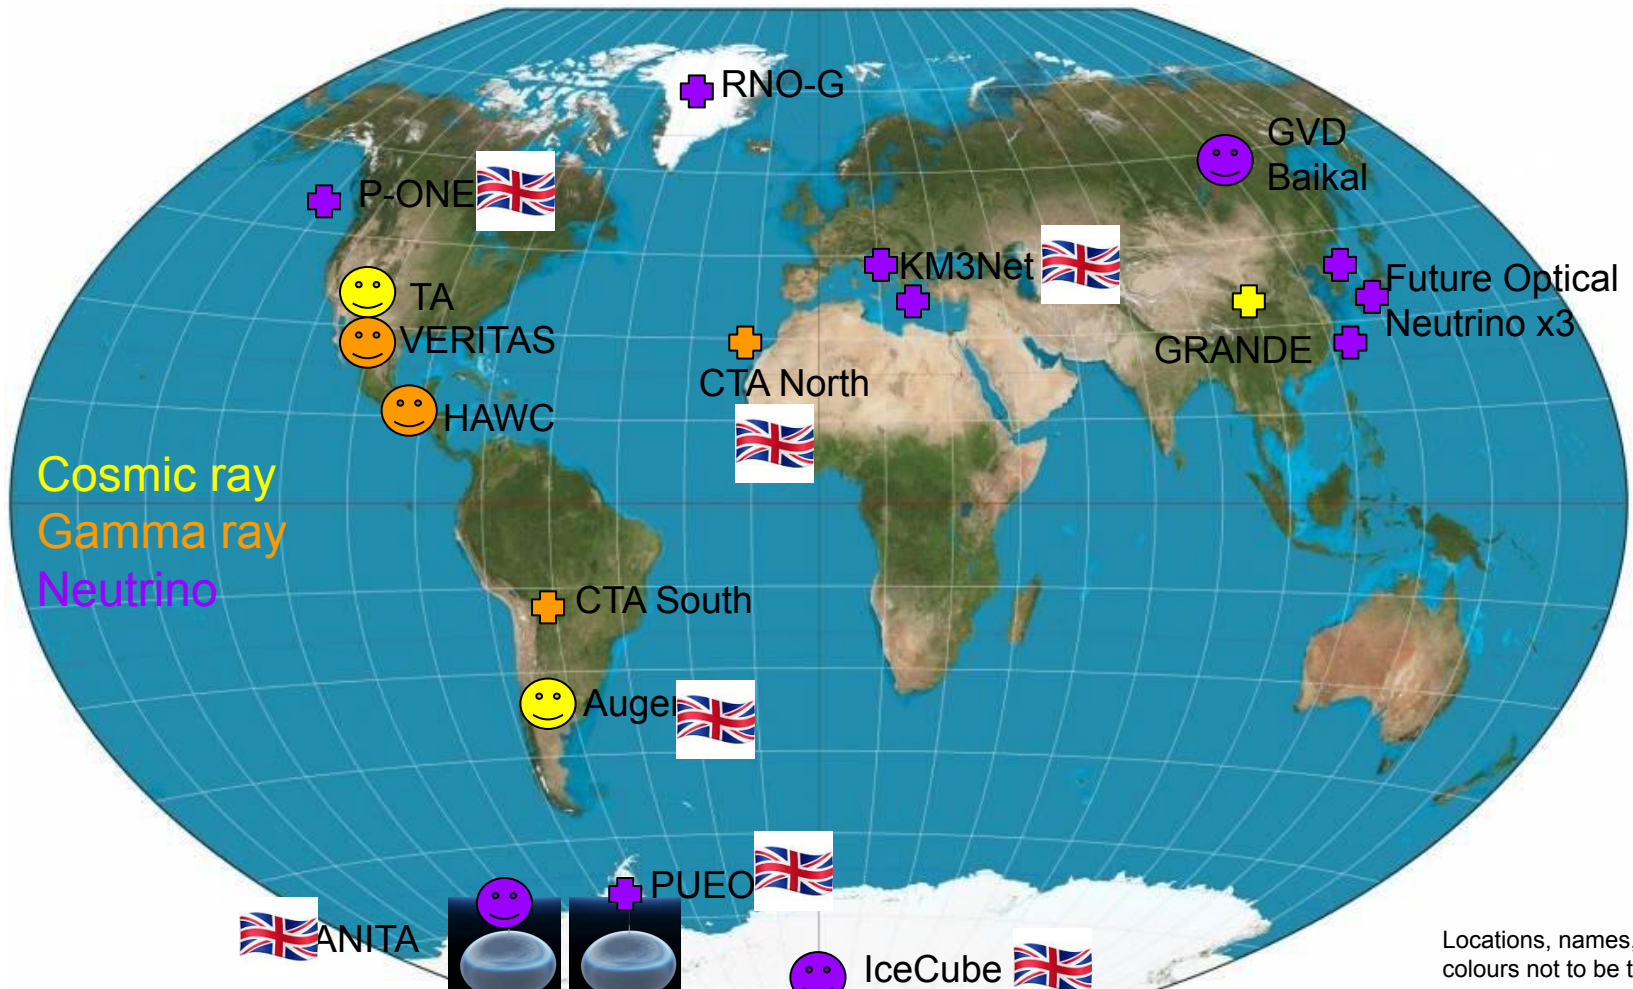 RNO-G
GVD
Baikal
P-ONE
KM3Net
Future Optical
Neutrino x3
TA
VERITAS
GRANDE
CTA North
HAWC
Cosmic ray
Gamma ray
Neutrino
CTA South
Auger
PUEO
ANITA
IceCube
Locations, names,
colours not to be t